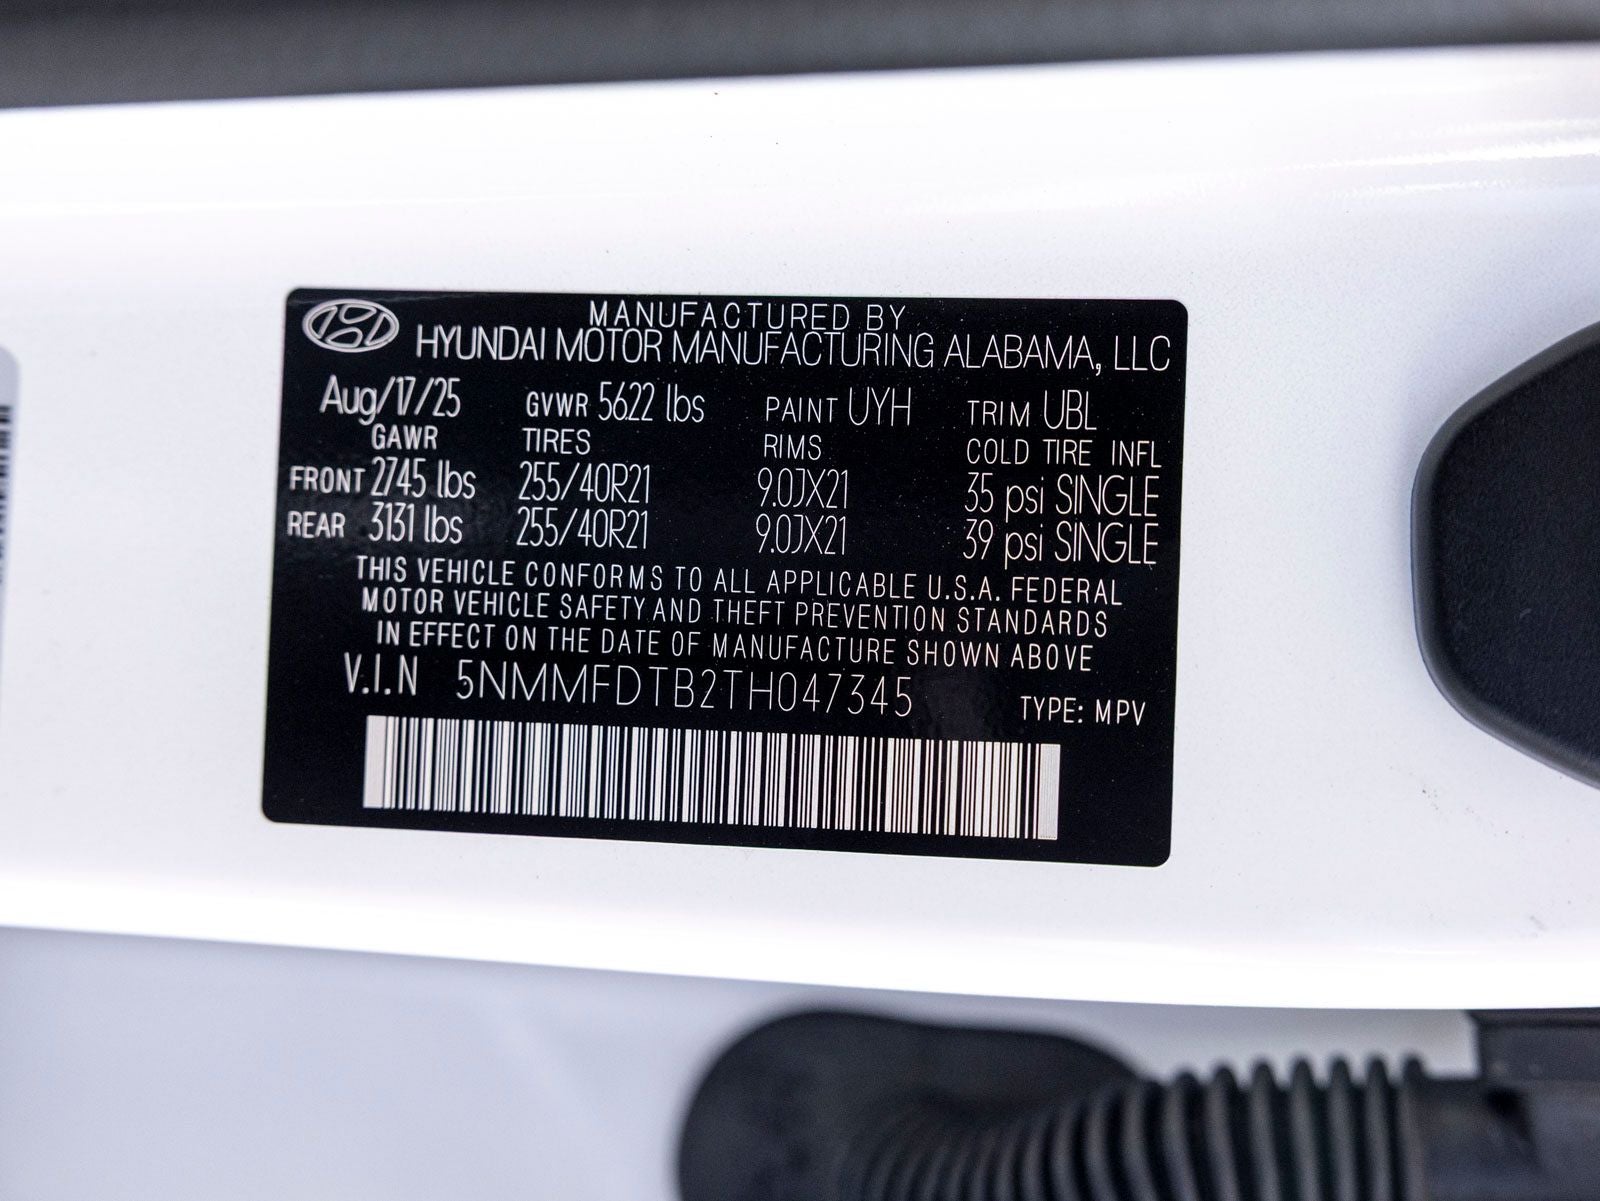 MANUFACTURED BY
HYUNDAI MOTOR MANUFACTURING ALABAMA, LLC
Aug/17/25 GVWR 5622 lbs PAINT UYH TRIM UBL
GAWR TIRES RIMS COLD TIRE INFL
FRONT 2745 lbs 255/40R21 9.0JX21 35 psi SINGLE
REAR 3131 lbs 255/40R21 9.0JX21 39 psi SINGLE
THIS VEHICLE CONFORMS TO ALL APPLICABLE U.S.A. FEDERAL
MOTOR VEHICLE SAFETY AND THEFT PREVENTION STANDARDS
IN EFFECT ON THE DATE OF MANUFACTURE SHOWN ABOVE
V.I.N 5NMMFDTB2TH047345 TYPE: MPV